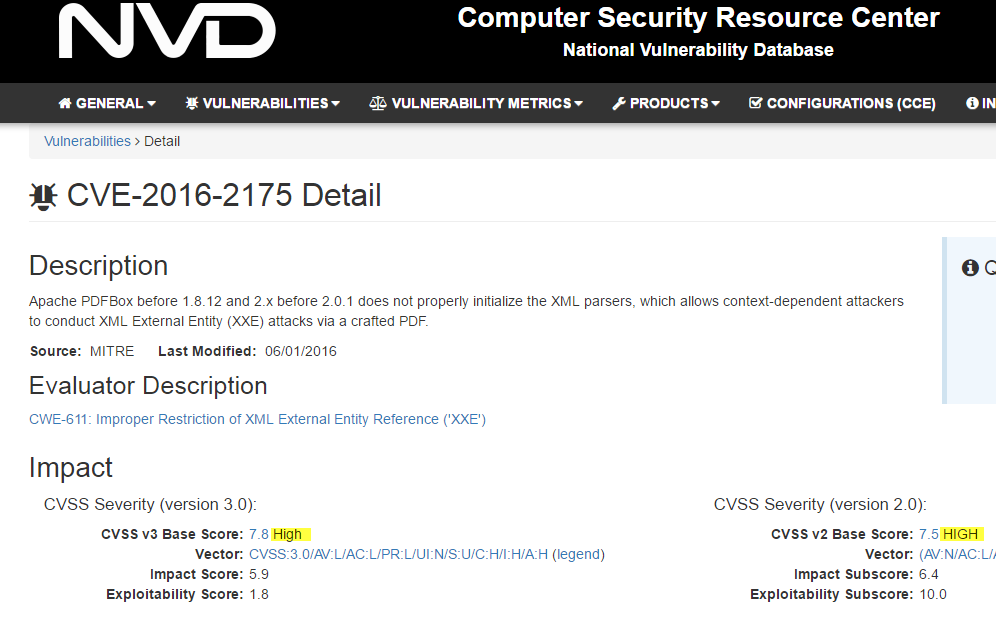 NVD
Computer Security Resource Center
National Vulnerability Database
GENERAL VULNERABILITIES VULNERABILITY METRICS PRODUCTS CONFIGURATIONS (CCE) IN
Vulnerabilities › Detail
CVE-2016-2175 Detail
Description
Q
Apache PDFBox before 1.8.12 and 2.x before 2.0.1 does not properly initialize the XML parsers, which allows context-dependent attackers
to conduct XML External Entity (XXE) attacks via a crafted PDF.
Source: MITRE Last Modified: 06/01/2016
Evaluator Description
CWE-611: Improper Restriction of XML External Entity Reference ('XXE')
Impact
CVSS Severity (version 3.0):
CVSS v3 Base Score: 7.8 High
Vector: CVSS:3.0/AV:L/AC:L/PR:L/UI:N/S:U/C:H/I:H/A:H (legend)
Impact Score: 5.9
Exploitability Score: 1.8
CVSS Severity (version 2.0):
CVSS v2 Base Score: 7.5 HIGH
Vector: (AV:N/AC:L/A
Impact Subscore: 6.4
Exploitability Subscore: 10.0